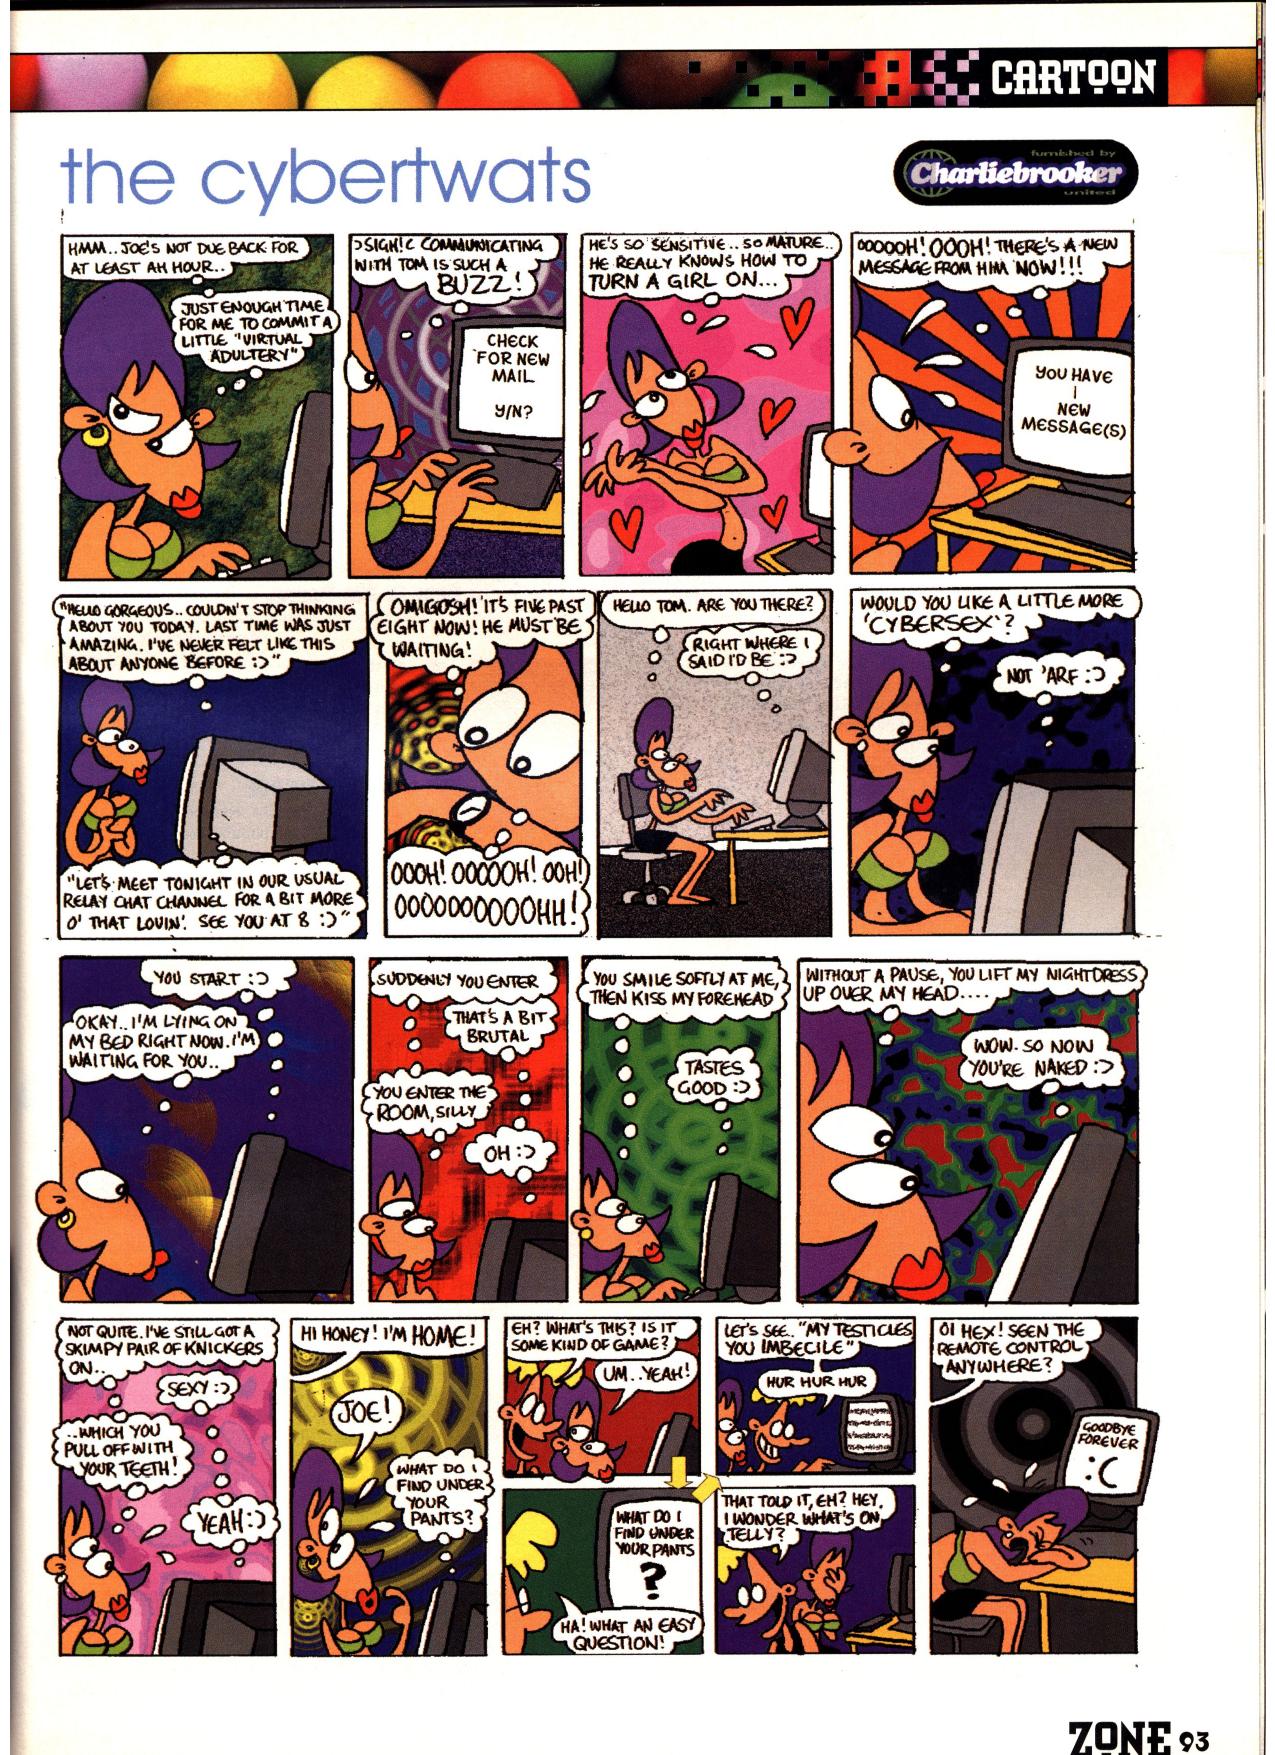 CARTOON
the cybertwats
furnished by
Charliebrooker
united
HMM.. JOE'S NOT DUE BACK FOR
AT LEAST AH HOUR..
JUST ENOUGH TIME
FOR ME TO COMMIT A
LITTLE "VIRTUAL
ADULTERY"
>SIGH!< COMMUNICATING
WITH TOM IS SUCH A
BUZZ!
CHECK
FOR NEW
MAIL
Y/N?
HE'S SO SENSITIVE.. SO MATURE..
HE REALLY KNOWS HOW TO
TURN A GIRL ON...
OOOOOH! OOOH! THERE'S A NEW
MESSAGE FROM HIM NOW!!!
YOU HAVE
1
NEW
MESSAGE(S)
"HELLO GORGEOUS.. COULDN'T STOP THINKING
ABOUT YOU TODAY. LAST TIME WAS JUST
AMAZING. I'VE NEVER FELT LIKE THIS
ABOUT ANYONE BEFORE :>"
"LET'S MEET TONIGHT IN OUR USUAL
RELAY CHAT CHANNEL FOR A BIT MORE
O' THAT LOVIN'. SEE YOU AT 8 :>"
OMIGOSH! IT'S FIVE PAST
EIGHT NOW! HE MUST BE
WAITING!
OOOH! OOOOOH! OOH!
OOOOOOOOOOHH!
HELLO TOM. ARE YOU THERE?
RIGHT WHERE I
SAID I'D BE :>
WOULD YOU LIKE A LITTLE MORE
'CYBERSEX'?
NOT 'ARF :>
YOU START :>
OKAY.. I'M LYING ON
MY BED RIGHT NOW. I'M
WAITING FOR YOU..
SUDDENLY YOU ENTER
THAT'S A BIT
BRUTAL
YOU ENTER THE
ROOM, SILLY
OH :>
YOU SMILE SOFTLY AT ME,
THEN KISS MY FOREHEAD
TASTES
GOOD :>
WITHOUT A PAUSE, YOU LIFT MY NIGHTDRESS
UP OVER MY HEAD....
WOW. SO NOW
YOU'RE NAKED :>
NOT QUITE. I'VE STILL GOT A
SKIMPY PAIR OF KNICKERS
ON..
SEXY :>
..WHICH YOU
PULL OFF WITH
YOUR TEETH!
YEAH :>
HI HONEY! I'M HOME!
JOE!
WHAT DO I
FIND UNDER
YOUR
PANTS?
EH? WHAT'S THIS? IS IT
SOME KIND OF GAME?
UM.. YEAH!
WHAT DO I
FIND UNDER
YOUR PANTS
?
HA! WHAT AN EASY
QUESTION!
LET'S SEE.. "MY TESTICLES,
YOU IMBECILE"
HUR HUR HUR
THAT TOLD IT, EH? HEY,
I WONDER WHAT'S ON
TELLY?
OI HEX! SEEN THE
REMOTE CONTROL
ANYWHERE?
GOODBYE
FOREVER
:(
ZONE 93